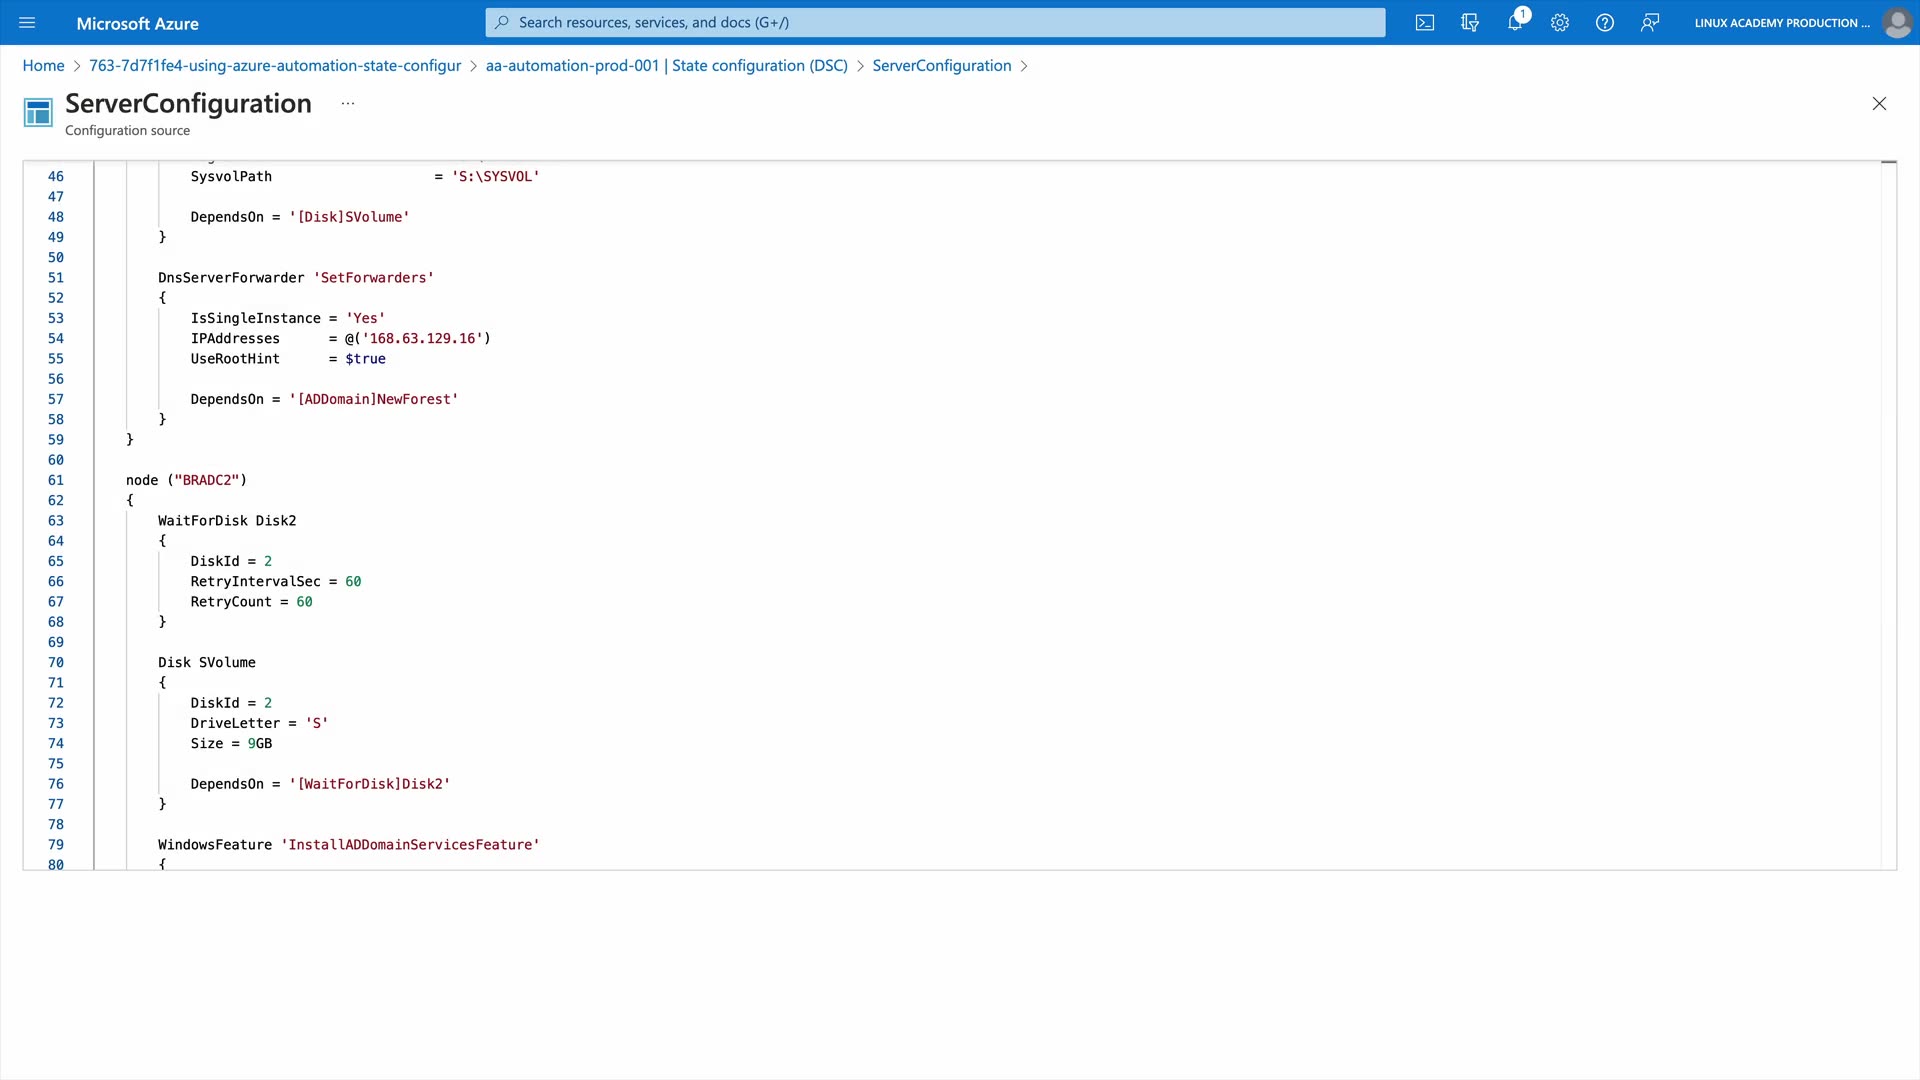 Microsoft Azure
Search resources, services, and docs (G+/)
1
LINUX ACADEMY PRODUCTION ...
Home > 763-7d7f1fe4-using-azure-automation-state-configur > aa-automation-prod-001 | State configuration (DSC) > ServerConfiguration >
ServerConfiguration ...
Configuration source
46 SysvolPath = 'S:\SYSVOL'
47
48 DependsOn = '[Disk]SVolume'
49 }
50
51 DnsServerForwarder 'SetForwarders'
52 {
53 IsSingleInstance = 'Yes'
54 IPAddresses = @('168.63.129.16')
55 UseRootHint = $true
56
57 DependsOn = '[ADDomain]NewForest'
58 }
59 }
60
61 node ("BRADC2")
62 {
63 WaitForDisk Disk2
64 {
65 DiskId = 2
66 RetryIntervalSec = 60
67 RetryCount = 60
68 }
69
70 Disk SVolume
71 {
72 DiskId = 2
73 DriveLetter = 'S'
74 Size = 9GB
75
76 DependsOn = '[WaitForDisk]Disk2'
77 }
78
79 WindowsFeature 'InstallADDomainServicesFeature'
80 {